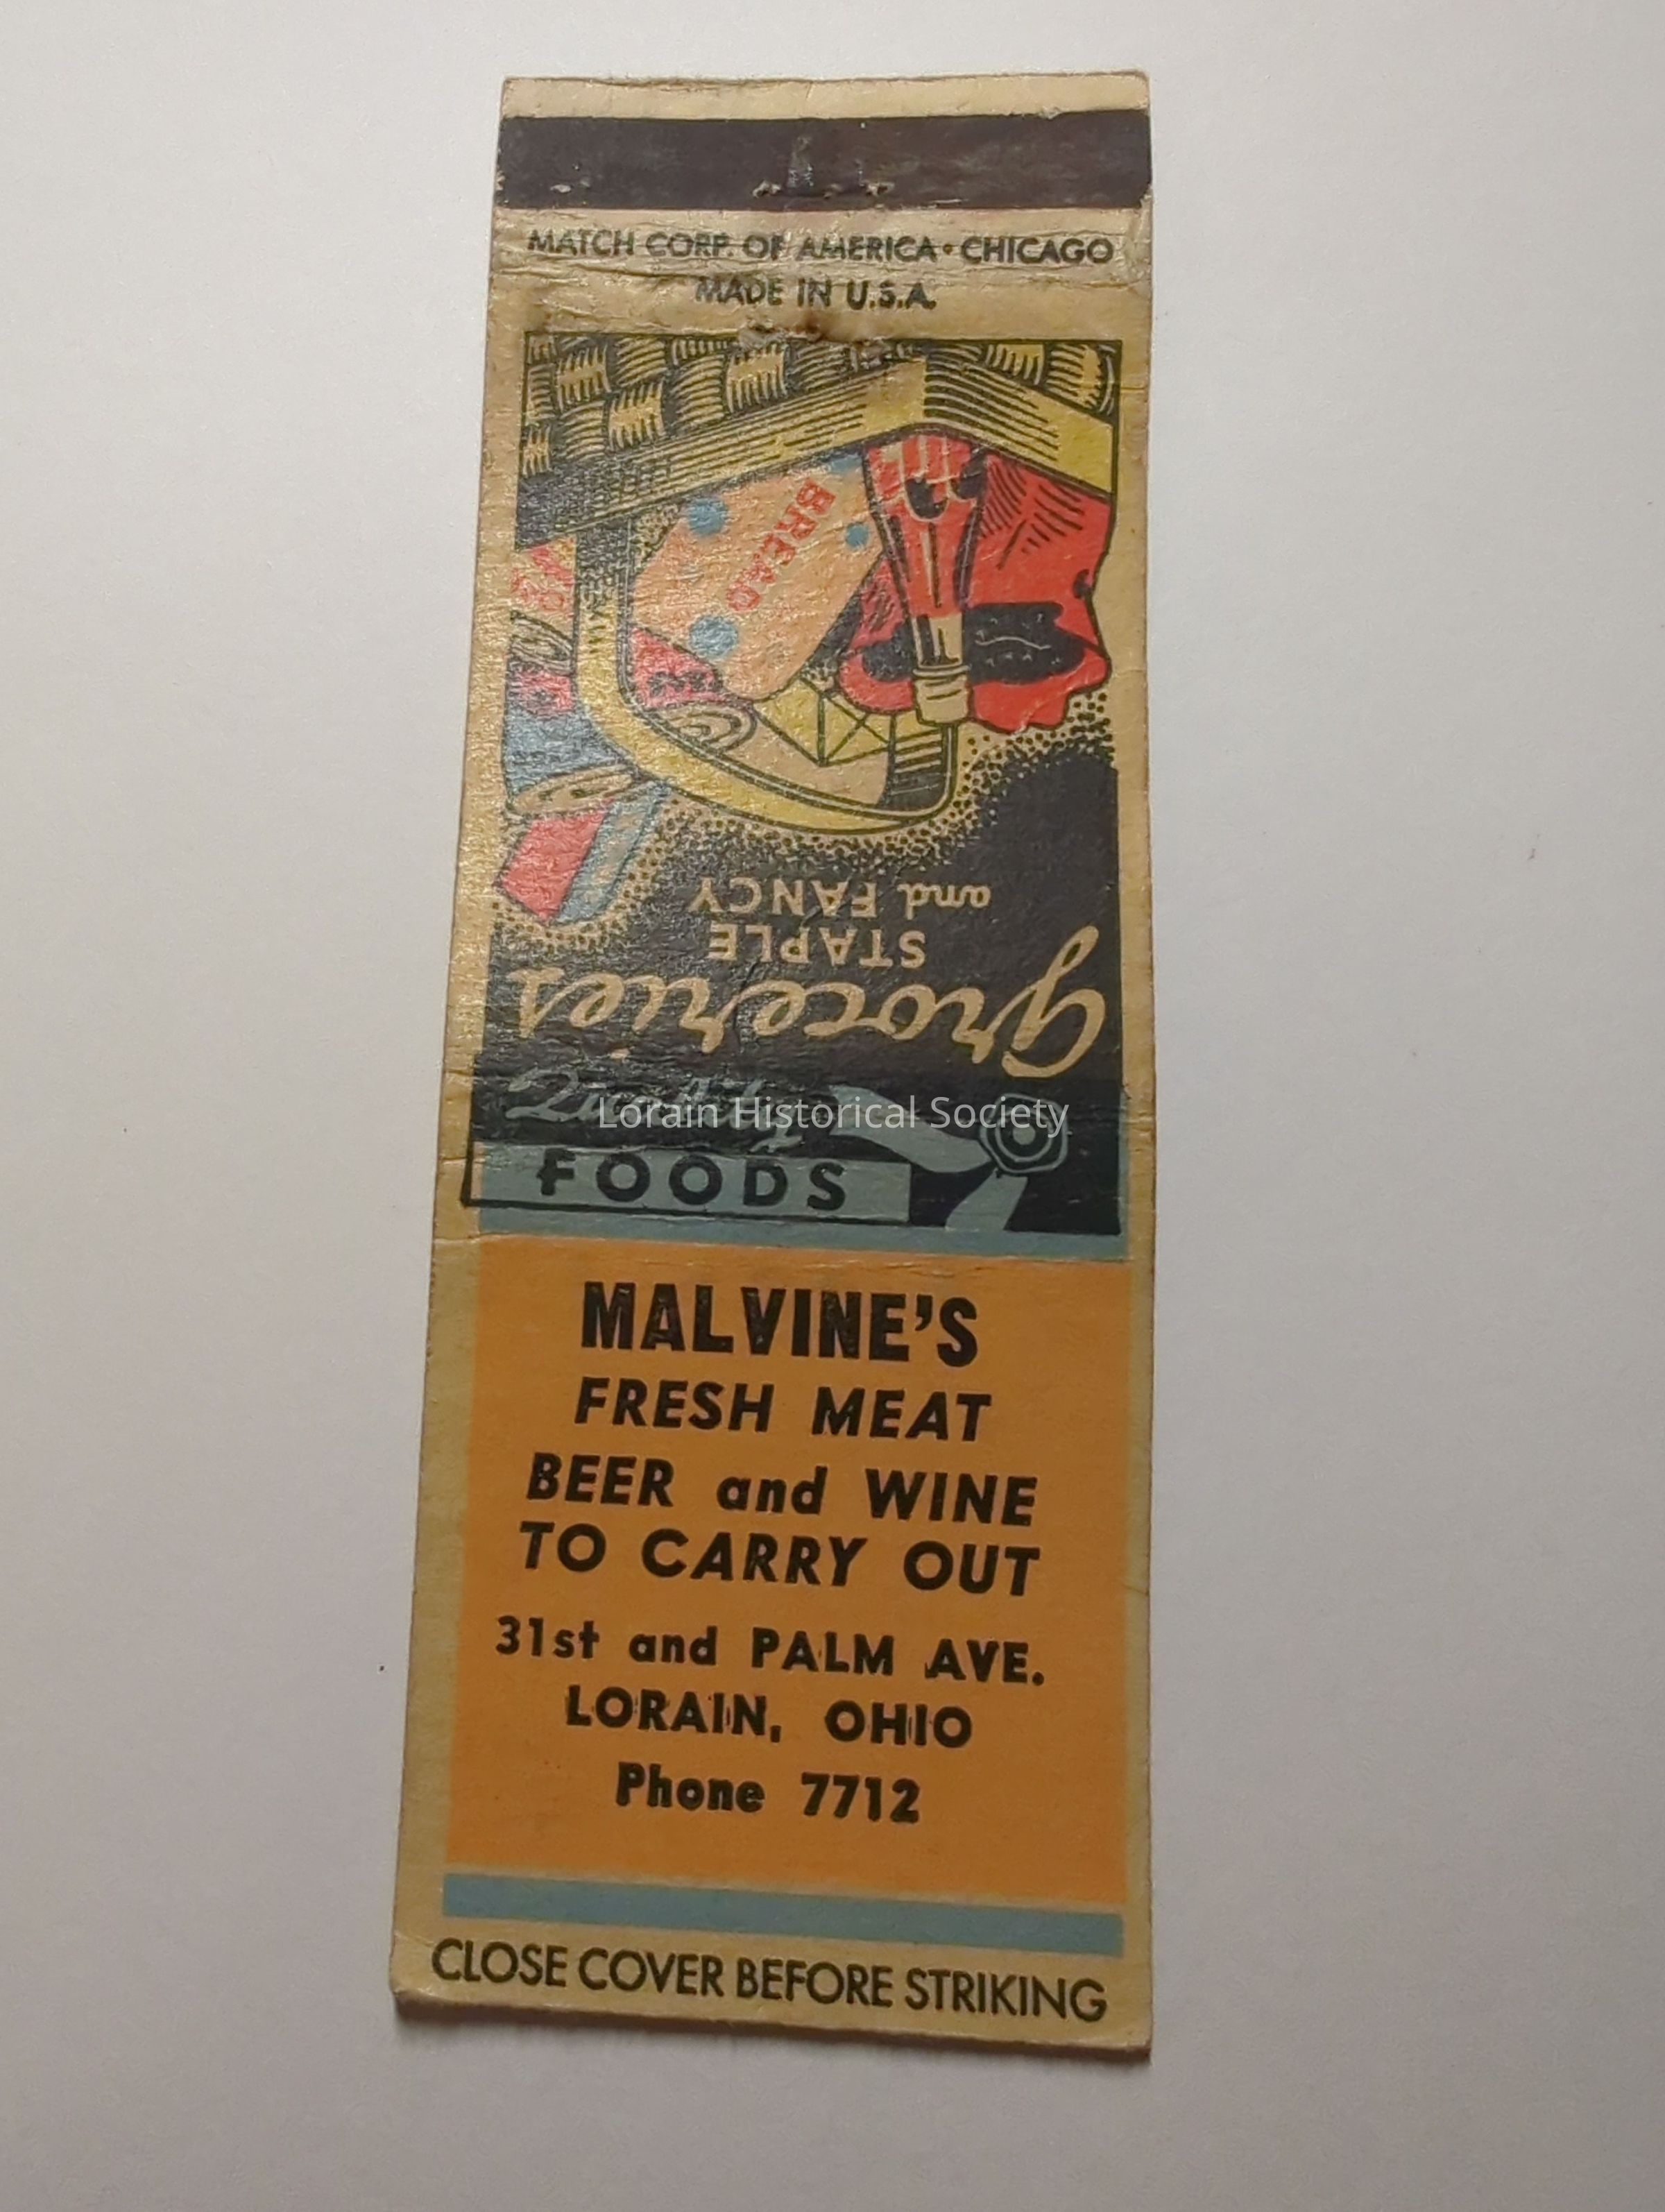 MATCH CORP. OF AMERICA • CHICAGO
MADE IN U.S.A.
BREAD
Groceries
STAPLE
and FANCY
Quality
FOODS
Lorain Historical Society
MALVINE'S
FRESH MEAT
BEER and WINE
TO CARRY OUT
31st and PALM AVE.
LORAIN, OHIO
Phone 7712
CLOSE COVER BEFORE STRIKING